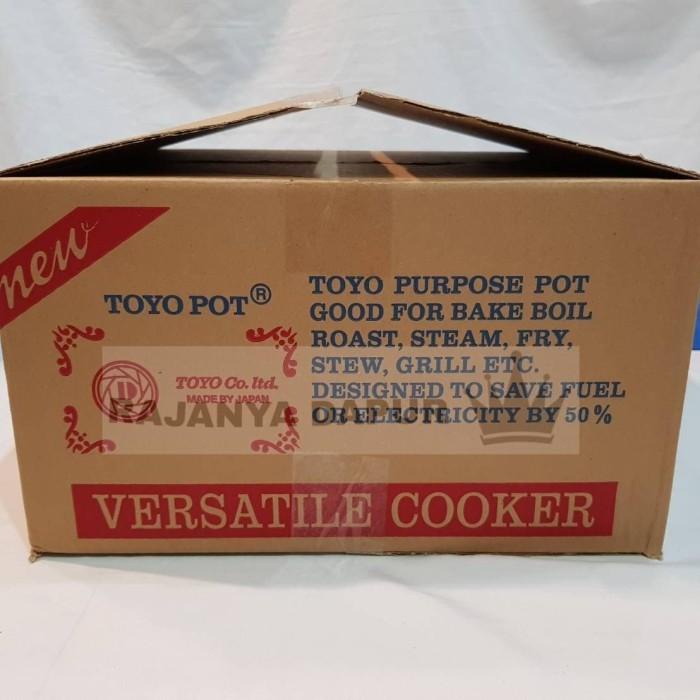 new
TOYO POT®
TOYO Co. ltd.
MADE BY JAPAN
TOYO PURPOSE POT
GOOD FOR BAKE BOIL
ROAST, STEAM, FRY,
STEW, GRILL ETC.
DESIGNED TO SAVE FUEL
OR ELECTRICITY BY 50%
RAJANYA DAPUR
VERSATILE COOKER